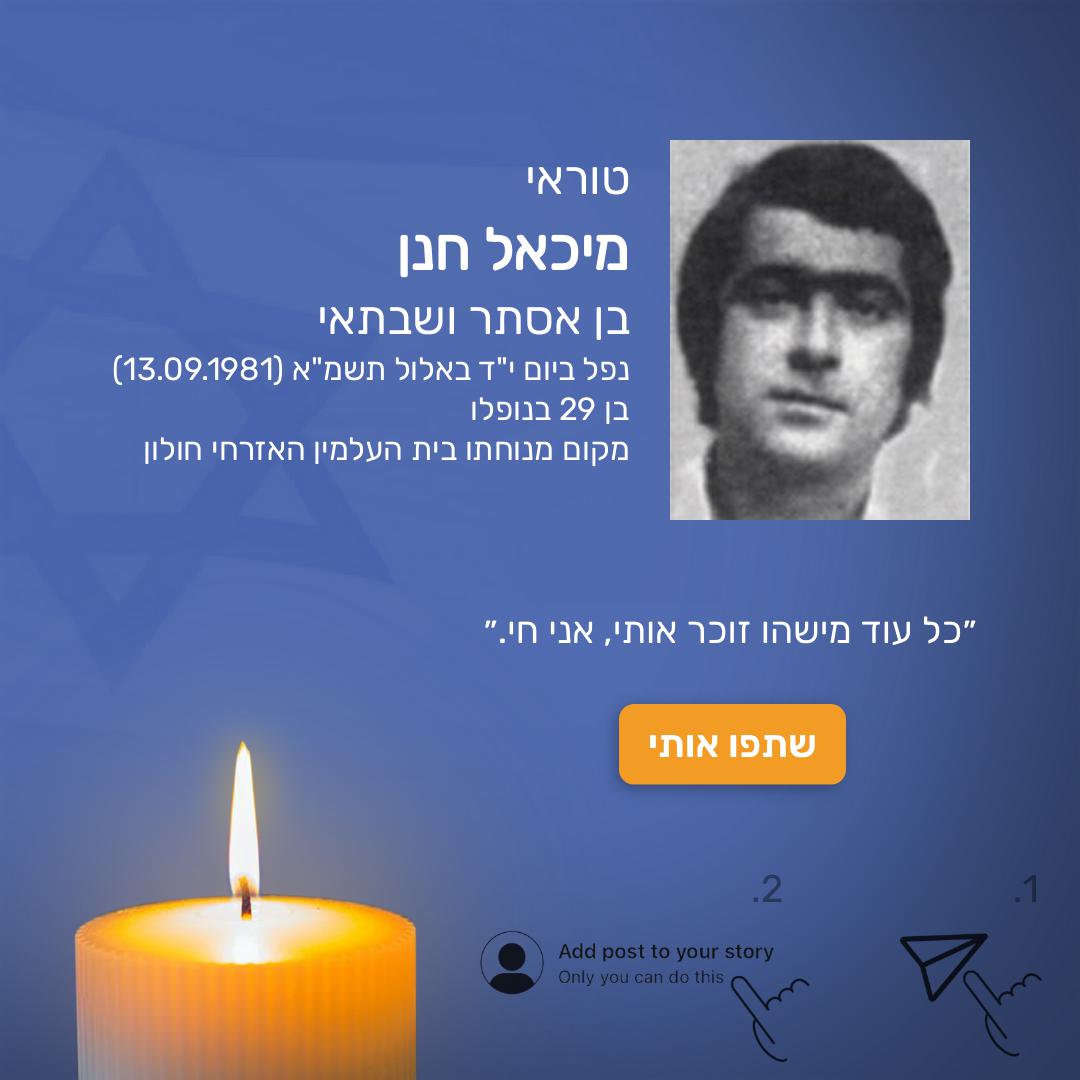 טוראי
מיכאל חנן
בן אסתר ושבתאי
נפל ביום י"ד באלול תשמ"א (13.09.1981)
בן 29 בנופלו
מקום מנוחתו בית העלמין האזרחי חולון
״כל עוד מישהו זוכר אותי, אני חי.״
שתפו אותי
1.
2.
Add post to your story
Only you can do this